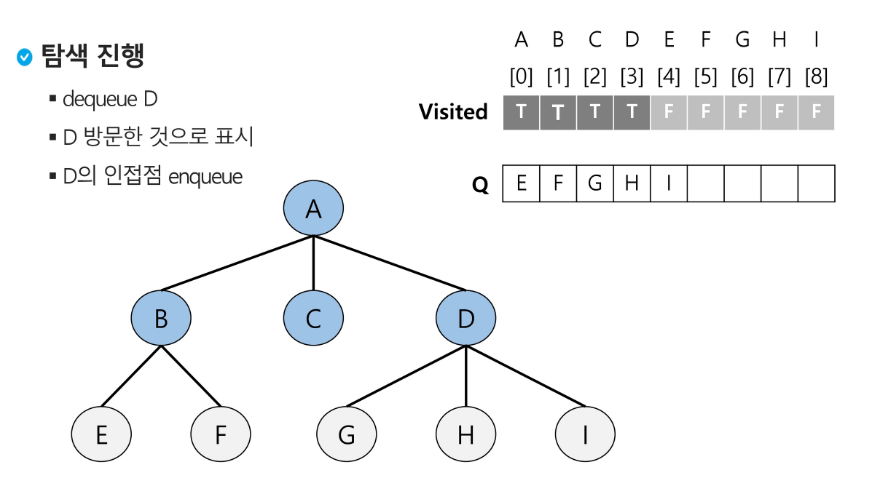 탐색 진행
dequeue D
D 방문한 것으로 표시
D의 인접점 enqueue
A B C D E F G H I
[0] [1] [2] [3] [4] [5] [6] [7] [8]
Visited T T T T F F F F F
Q E F G H I
A
B C D
E F G H I